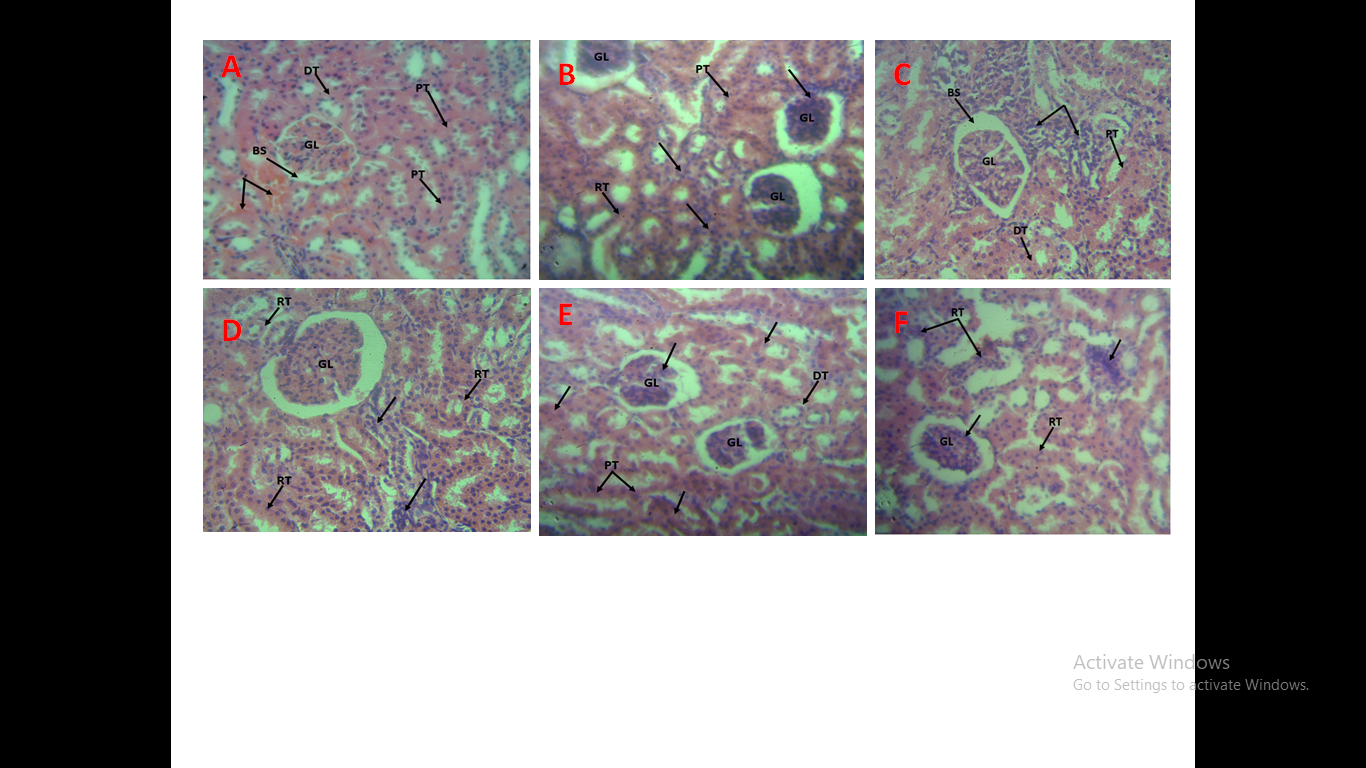 A
DT
PT
BS
GL
PT
B
GL
PT
GL
RT
GL
C
BS
GL
PT
DT
D
RT
GL
RT
RT
E
GL
DT
GL
PT
F
RT
GL
RT
Activate Windows
Go to Settings to activate Windows.